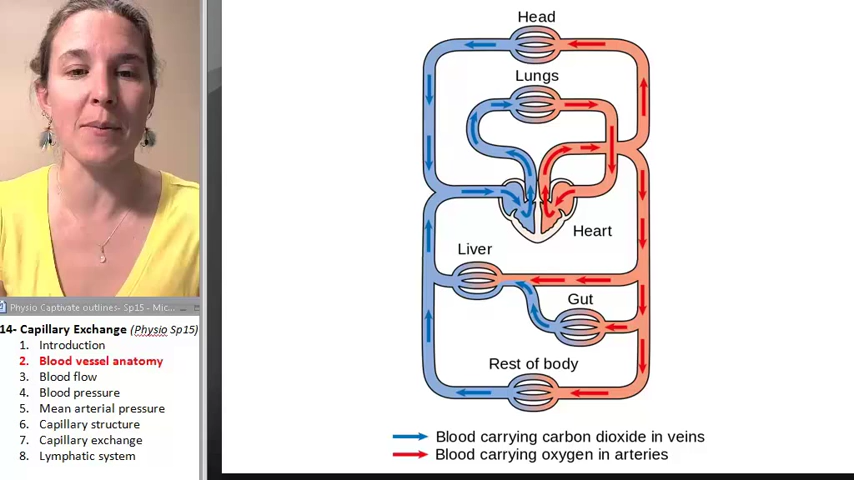 Head
Lungs
Heart
Liver
Gut
Rest of body
Blood carrying carbon dioxide in veins
Blood carrying oxygen in arteries
Physio Captivate outlines- Sp15 - Mic...
14- Capillary Exchange (Physio Sp15)
1. Introduction
2. Blood vessel anatomy
3. Blood flow
4. Blood pressure
5. Mean arterial pressure
6. Capillary structure
7. Capillary exchange
8. Lymphatic system